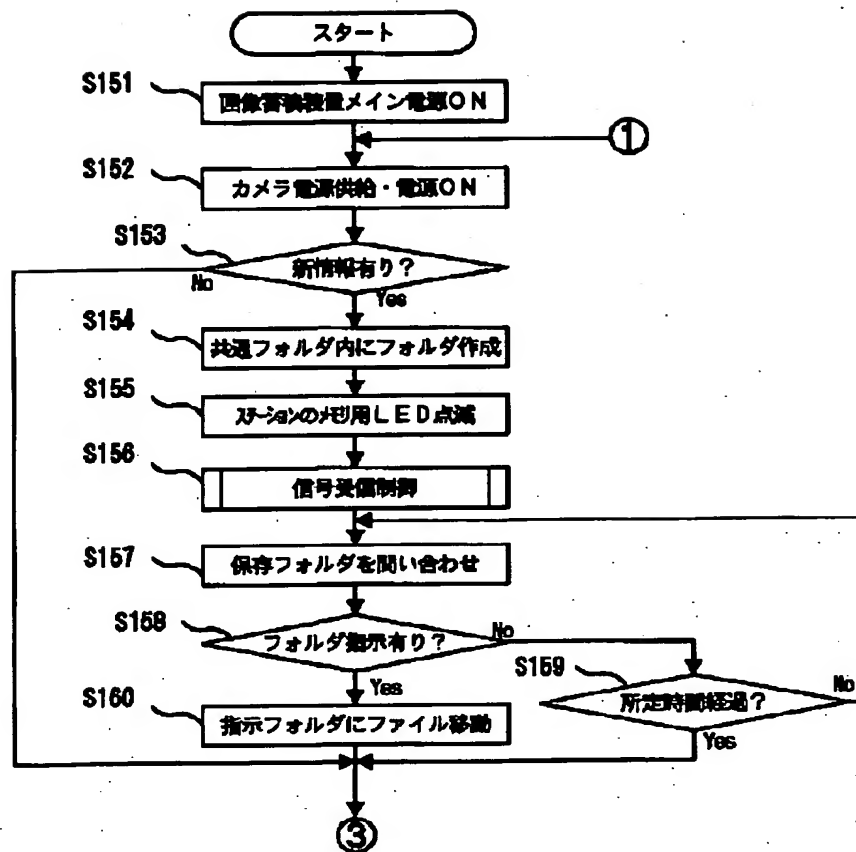 スタート
S151
画像蓄積装置メイン電源ON
①
S152
カメラ電源供給・電源ON
S153
新情報有り？
No
Yes
S154
共通フォルダ内にフォルダ作成
S155
ステーションのメモリ用LED点滅
S156
信号受信制御
S157
保存フォルダを問い合わせ
S158
フォルダ指示有り？
No
Yes
S159
所定時間経過？
No
Yes
S160
指示フォルダにファイル移動
③